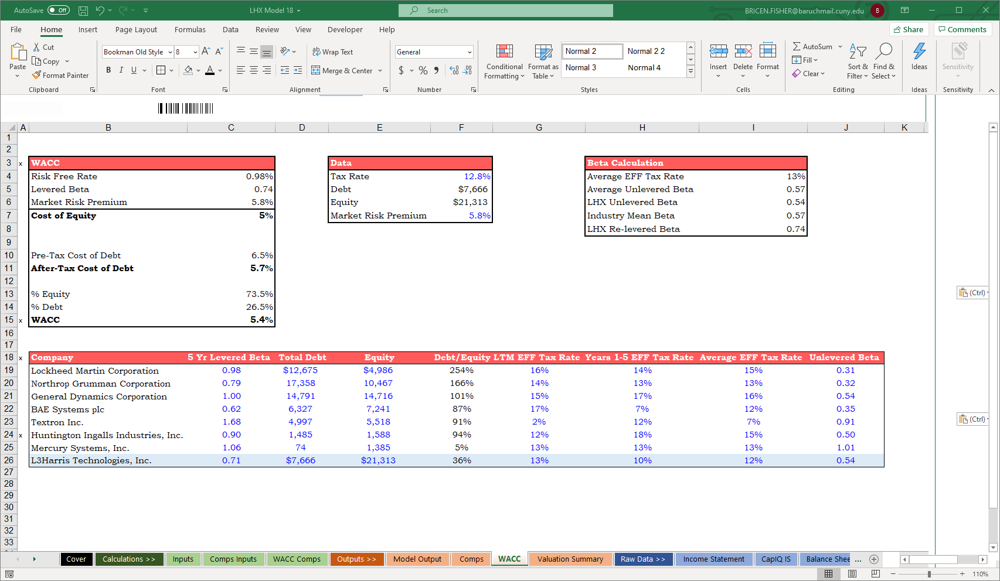 AutoSave Off LHX Model 18 Search BRICEN.FISHER@baruchmail.cuny.edu B
File Home Insert Page Layout Formulas Data Review View Developer Help Share Comments
Paste Cut Copy Format Painter
Clipboard
Bookman Old Style 8
B I U A
Font
Wrap Text
Merge & Center
Alignment
General
$ % 9
Number
Conditional Formatting Format as Table
Normal 2 Normal 2 2
Normal 3 Normal 4
Styles
Insert Delete Format
Cells
AutoSum
Fill
Clear
Sort & Filter Find & Select
Editing
Ideas
Ideas
Sensitivity
Sensitivity
A B C D E F G H I J K
1
2
3 x WACC Data Beta Calculation
4 Risk Free Rate 0.98% Tax Rate 12.8% Average EFF Tax Rate 13%
5 Levered Beta 0.74 Debt $7,666 Average Unlevered Beta 0.57
6 Market Risk Premium 5.8% Equity $21,313 LHX Unlevered Beta 0.54
7 Cost of Equity 5% Market Risk Premium 5.8% Industry Mean Beta 0.57
8 LHX Re-levered Beta 0.74
9
10 Pre-Tax Cost of Debt 6.5%
11 After-Tax Cost of Debt 5.7%
12
13 % Equity 73.5% (Ctrl)
14 % Debt 26.5%
15 x WACC 5.4%
16
17
18 x Company 5 Yr Levered Beta Total Debt Equity Debt/Equity LTM EFF Tax Rate Years 1-5 EFF Tax Rate Average EFF Tax Rate Unlevered Beta
19 Lockheed Martin Corporation 0.98 $12,675 $4,986 254% 16% 14% 15% 0.31
20 Northrop Grumman Corporation 0.79 17,358 10,467 166% 14% 13% 13% 0.32
21 General Dynamics Corporation 1.00 14,791 14,716 101% 15% 17% 16% 0.54
22 BAE Systems plc 0.62 6,327 7,241 87% 17% 7% 12% 0.35
23 Textron Inc. 1.68 4,997 5,518 91% 2% 12% 7% 0.91 (Ctrl)
24 x Huntington Ingalls Industries, Inc. 0.90 1,485 1,588 94% 12% 18% 15% 0.50
25 Mercury Systems, Inc. 1.06 74 1,385 5% 13% 13% 13% 1.01
26 L3Harris Technologies, Inc. 0.71 $7,666 $21,313 36% 13% 10% 12% 0.54
27
28
29
30
31
32
33
Cover Calculations >> Inputs Comps Inputs WACC Comps Outputs >> Model Output Comps WACC Valuation Summary Raw Data >> Income Statement CapIQ IS Balance Shee ...
110%